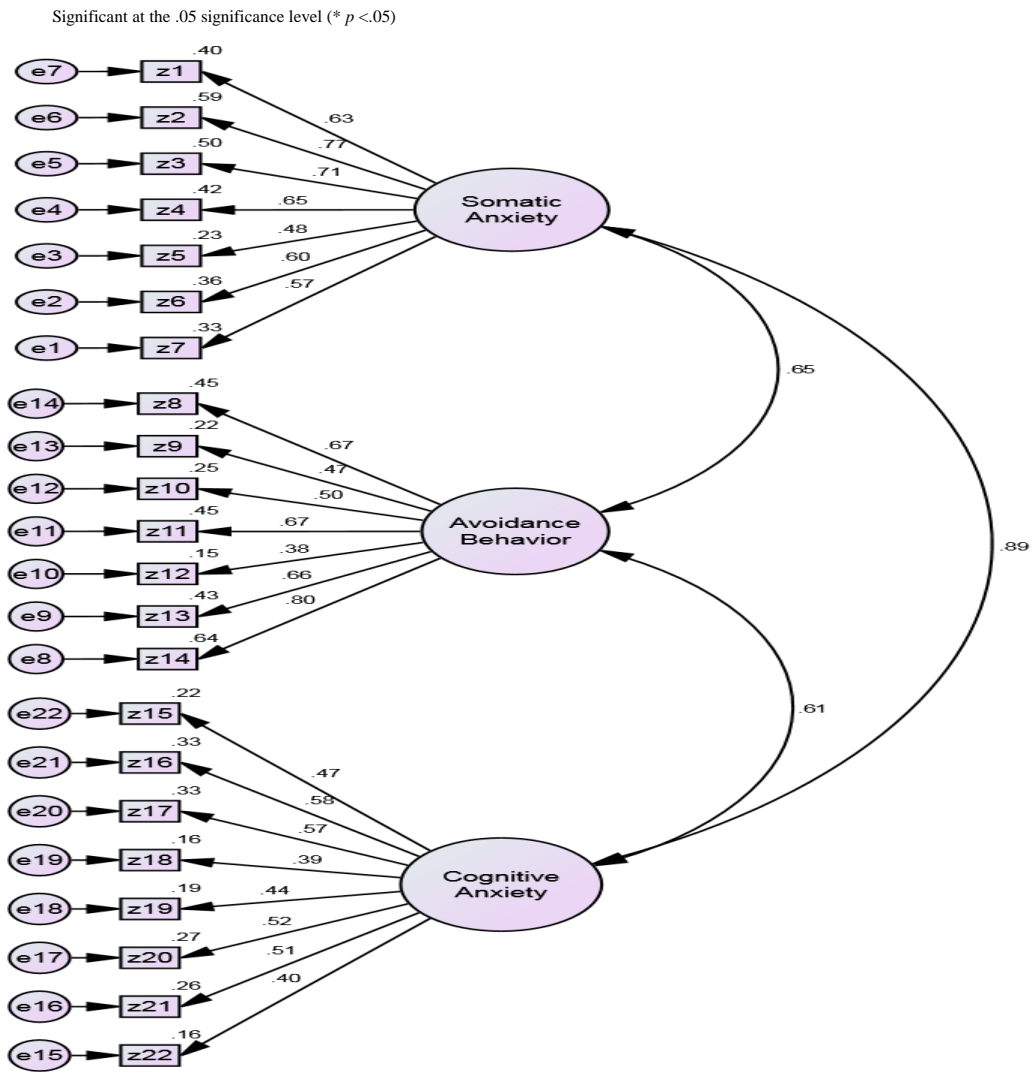 Significant at the .05 significance level (* p <.05)
.40
e7 z1
.63
.59
e6 z2
.77
.50
e5 z3
.71
.42
e4 z4
.65
Somatic
Anxiety
.23
e3 z5
.48
.36
e2 z6
.60
.33
e1 z7
.57
.65
.45
e14 z8
.67
.22
e13 z9
.47
.25
e12 z10
.50
.45
e11 z11
.67
Avoidance
Behavior
.15
e10 z12
.38
.43
e9 z13
.66
.64
e8 z14
.80
.89
.61
.22
e22 z15
.47
.33
e21 z16
.58
.33
e20 z17
.57
.16
e19 z18
.39
Cognitive
Anxiety
.19
e18 z19
.44
.27
e17 z20
.52
.26
e16 z21
.51
.16
e15 z22
.40